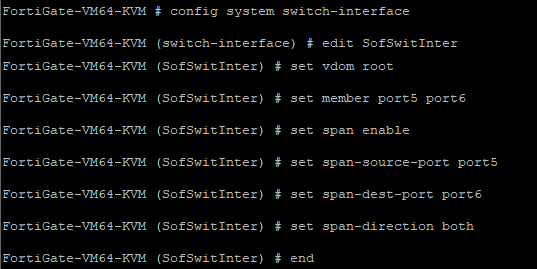 FortiGate-VM64-KVM # config system switch-interface
FortiGate-VM64-KVM (switch-interface) # edit SofSwitInter
FortiGate-VM64-KVM (SofSwitInter) # set vdom root
FortiGate-VM64-KVM (SofSwitInter) # set member port5 port6
FortiGate-VM64-KVM (SofSwitInter) # set span enable
FortiGate-VM64-KVM (SofSwitInter) # set span-source-port port5
FortiGate-VM64-KVM (SofSwitInter) # set span-dest-port port6
FortiGate-VM64-KVM (SofSwitInter) # set span-direction both
FortiGate-VM64-KVM (SofSwitInter) # end